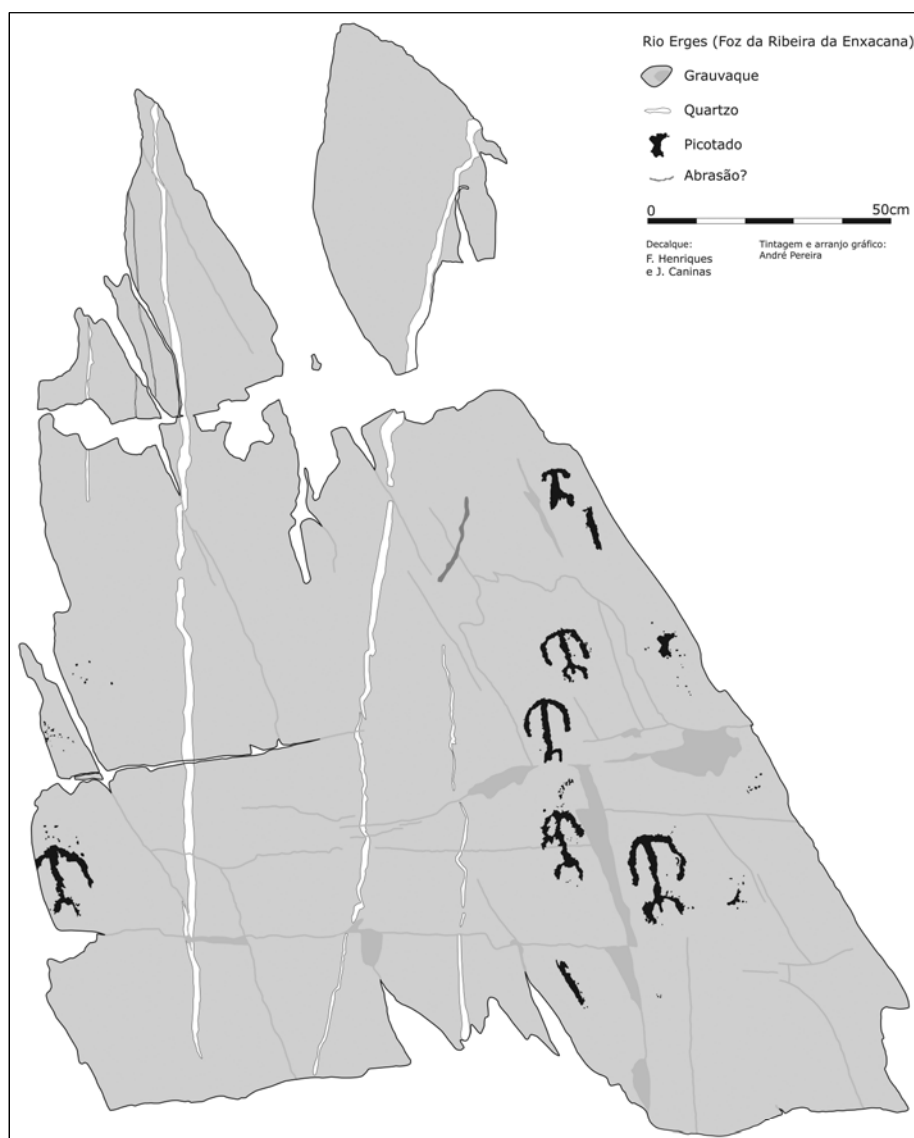 Rio Erges (Foz da Ribeira da Enxacana)
Grauvaque
Quartzo
Picotado
Abrasão?
0 50cm
Decalque:
F. Henriques
e J. Caninas
Tintagem e arranjo gráfico:
André Pereira